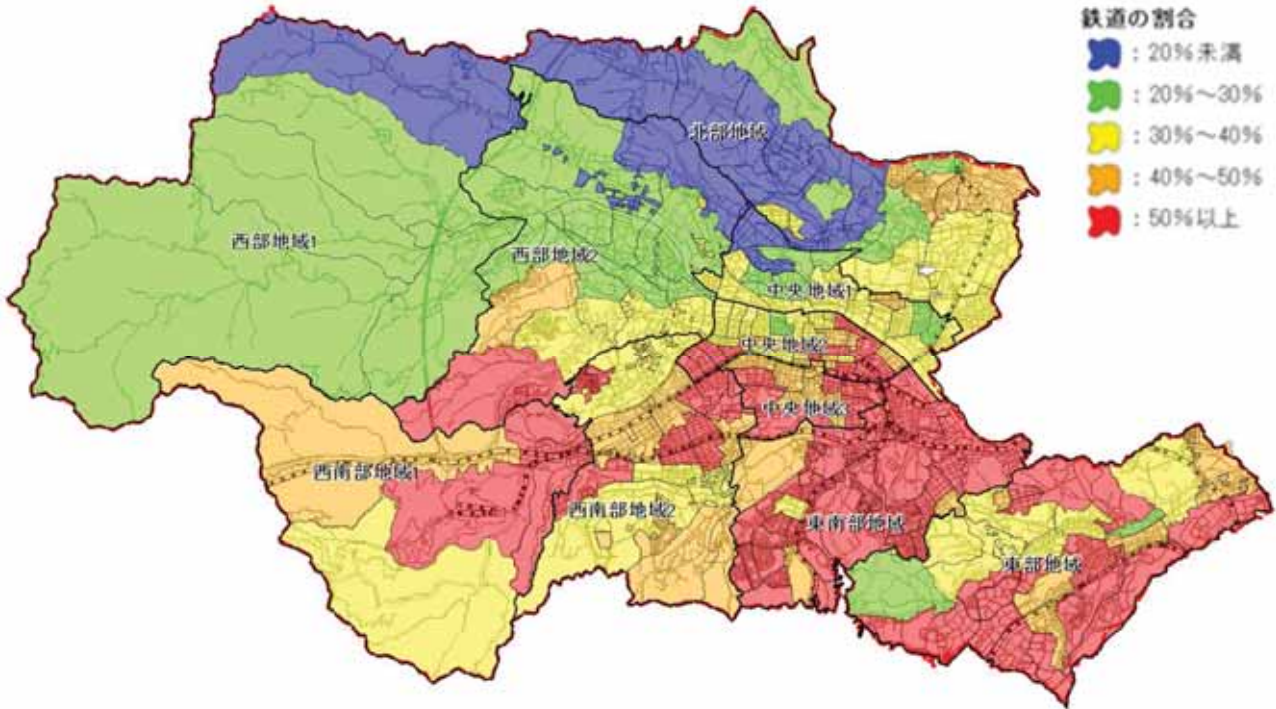 鉄道の割合
：20%未満
：20%～30%
：30%～40%
：40%～50%
：50%以上
北部地域
西部地域1
西部地域2
中央地域1
中央地域2
中央地域3
西南部地域1
西南部地域2
東南部地域
東部地域